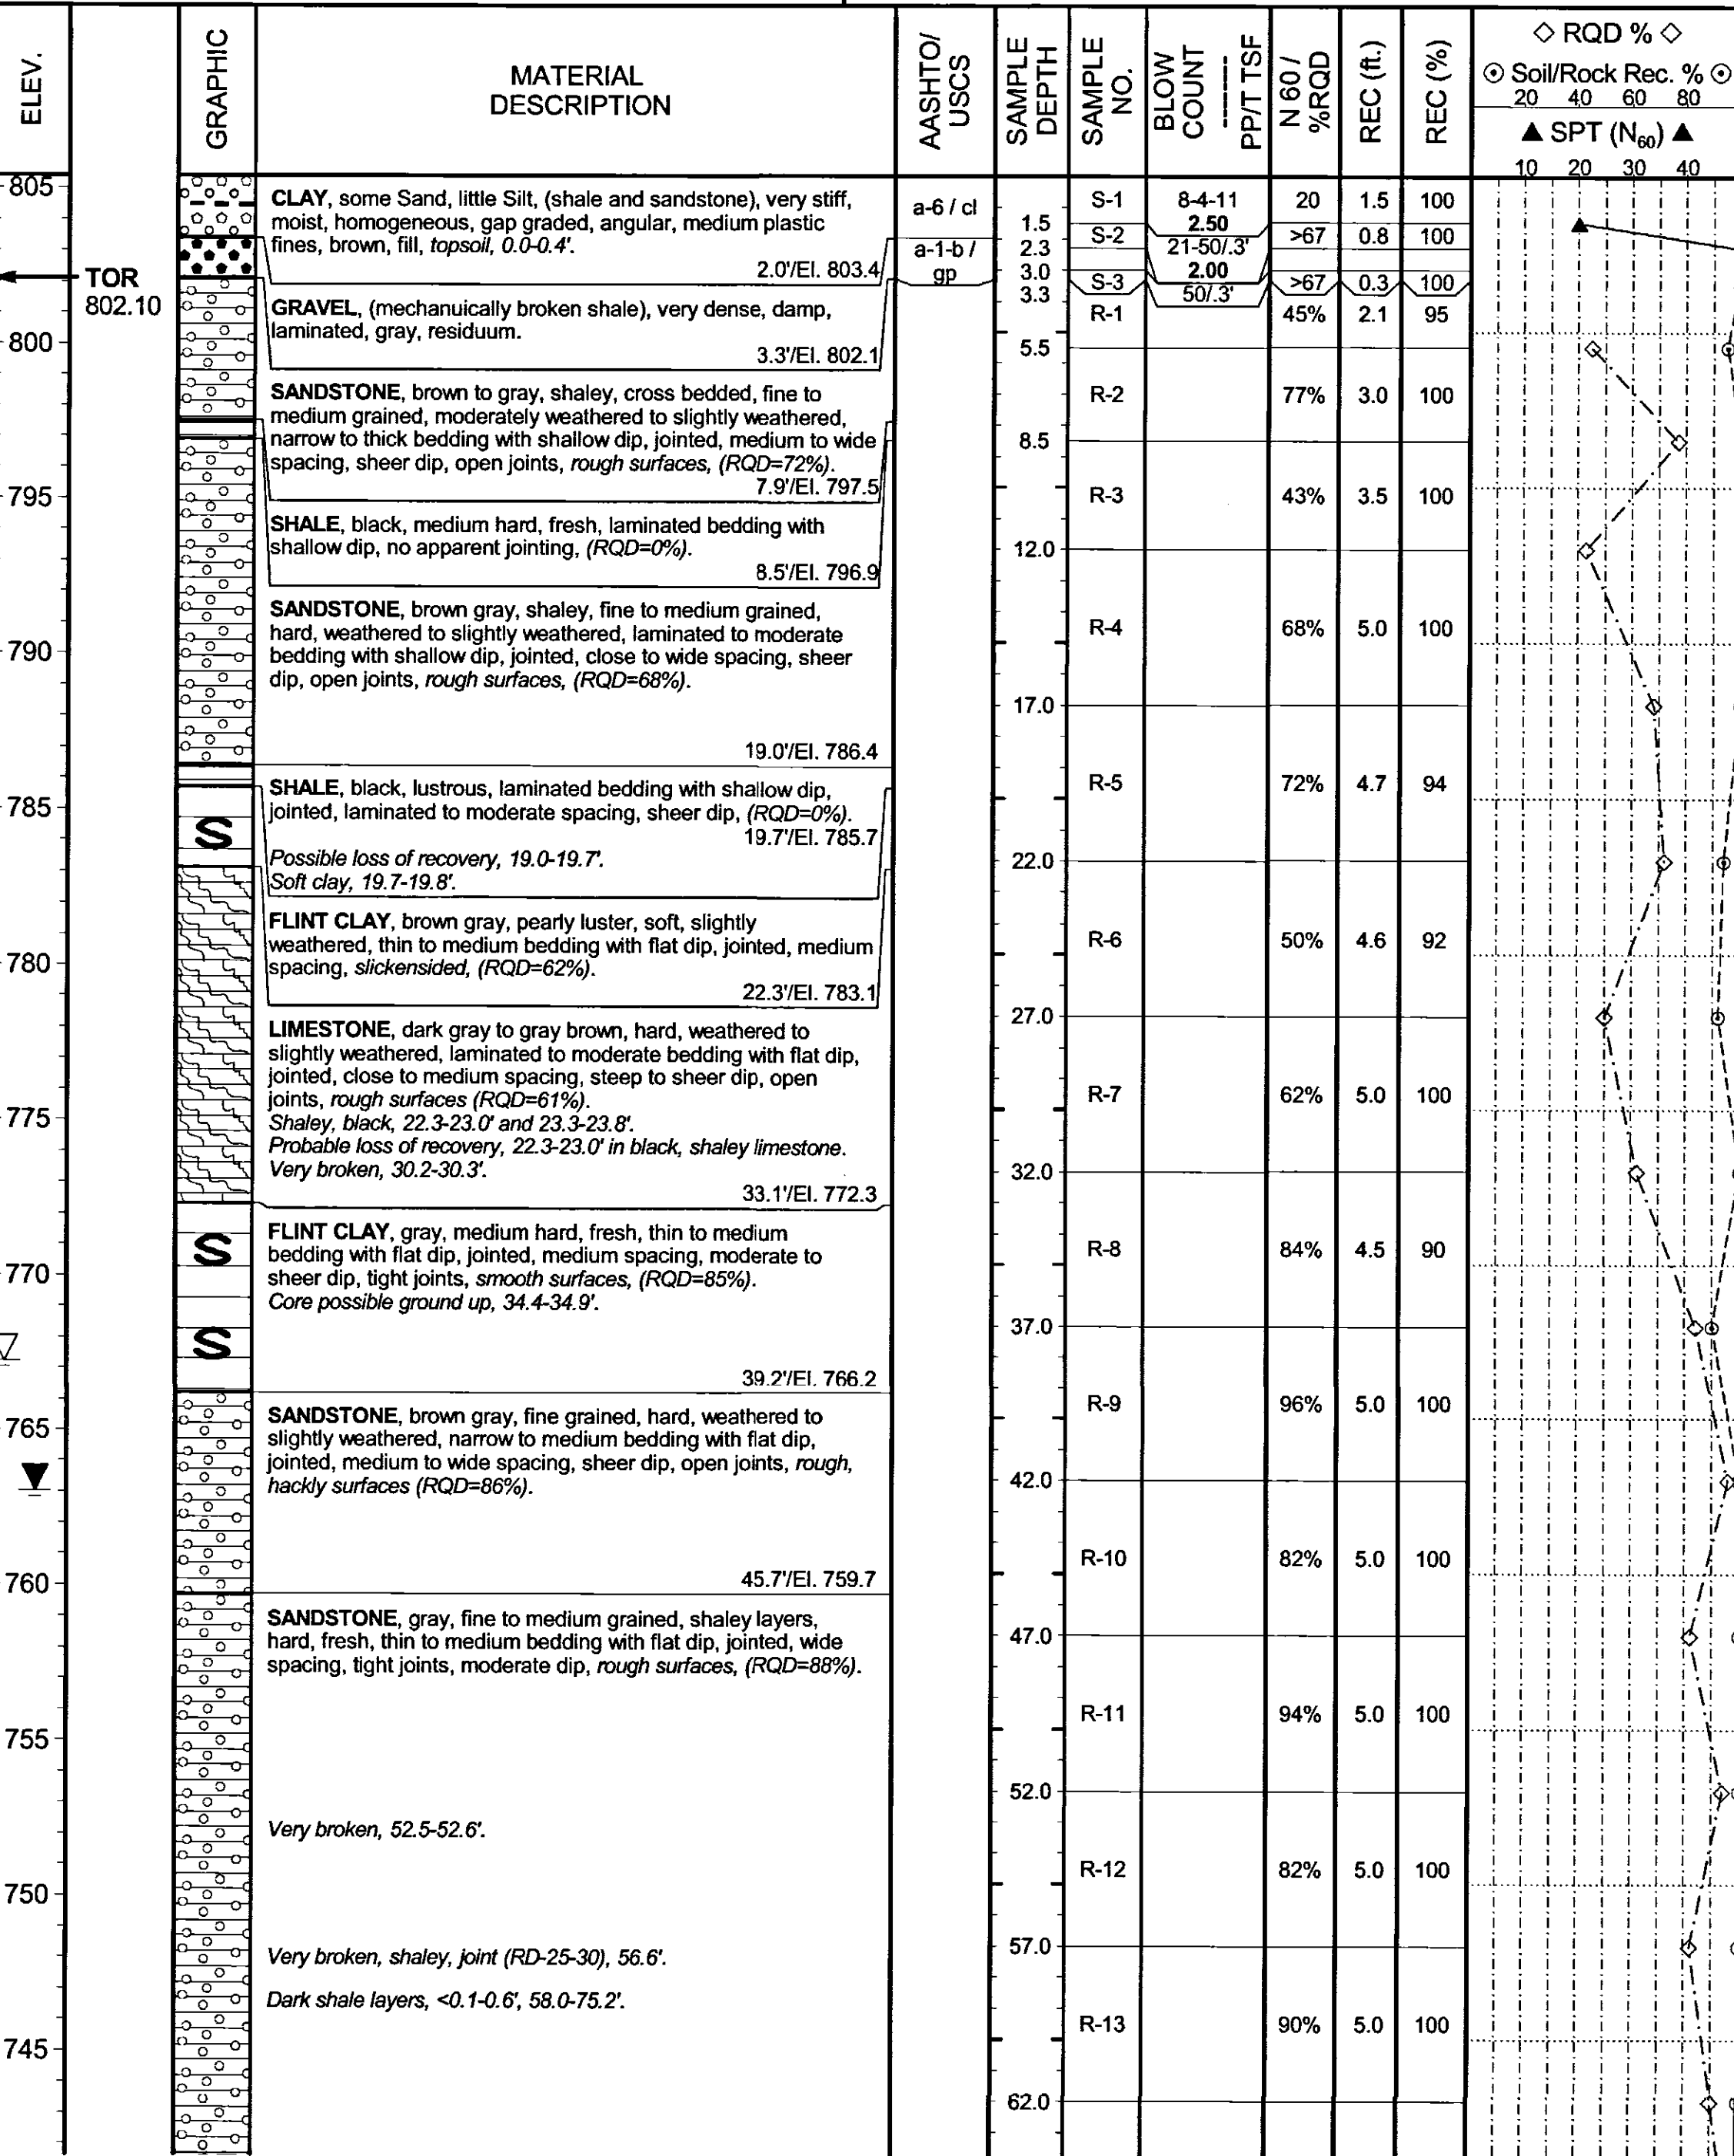 ELEV.
GRAPHIC
MATERIAL
DESCRIPTION
AASHTO/
USCS
SAMPLE
DEPTH
SAMPLE
NO.
BLOW
COUNT
-------
PP/T TSF
N 60 /
%RQD
REC (ft.)
REC (%)
◇ RQD % ◇
⊙ Soil/Rock Rec. % ⊙
20 40 60 80
▲ SPT (N60) ▲
10 20 30 40
805
TOR
802.10
800
795
790
785
780
775
770
765
760
755
750
745
S
S
S
CLAY, some Sand, little Silt, (shale and sandstone), very stiff,
moist, homogeneous, gap graded, angular, medium plastic
fines, brown, fill, topsoil, 0.0-0.4'.
2.0'/El. 803.4
GRAVEL, (mechanuically broken shale), very dense, damp,
laminated, gray, residuum.
3.3'/El. 802.1
SANDSTONE, brown to gray, shaley, cross bedded, fine to
medium grained, moderately weathered to slightly weathered,
narrow to thick bedding with shallow dip, jointed, medium to wide
spacing, sheer dip, open joints, rough surfaces, (RQD=72%).
7.9'/El. 797.5
SHALE, black, medium hard, fresh, laminated bedding with
shallow dip, no apparent jointing, (RQD=0%).
8.5'/El. 796.9
SANDSTONE, brown gray, shaley, fine to medium grained,
hard, weathered to slightly weathered, laminated to moderate
bedding with shallow dip, jointed, close to wide spacing, sheer
dip, open joints, rough surfaces, (RQD=68%).
19.0'/El. 786.4
SHALE, black, lustrous, laminated bedding with shallow dip,
jointed, laminated to moderate spacing, sheer dip, (RQD=0%).
19.7'/El. 785.7
Possible loss of recovery, 19.0-19.7'.
Soft clay, 19.7-19.8'.
FLINT CLAY, brown gray, pearly luster, soft, slightly
weathered, thin to medium bedding with flat dip, jointed, medium
spacing, slickensided, (RQD=62%).
22.3'/El. 783.1
LIMESTONE, dark gray to gray brown, hard, weathered to
slightly weathered, laminated to moderate bedding with flat dip,
jointed, close to medium spacing, steep to sheer dip, open
joints, rough surfaces (RQD=61%).
Shaley, black, 22.3-23.0' and 23.3-23.8'.
Probable loss of recovery, 22.3-23.0' in black, shaley limestone.
Very broken, 30.2-30.3'.
33.1'/El. 772.3
FLINT CLAY, gray, medium hard, fresh, thin to medium
bedding with flat dip, jointed, medium spacing, moderate to
sheer dip, tight joints, smooth surfaces, (RQD=85%).
Core possible ground up, 34.4-34.9'.
39.2'/El. 766.2
SANDSTONE, brown gray, fine grained, hard, weathered to
slightly weathered, narrow to medium bedding with flat dip,
jointed, medium to wide spacing, sheer dip, open joints, rough,
hackly surfaces (RQD=86%).
45.7'/El. 759.7
SANDSTONE, gray, fine to medium grained, shaley layers,
hard, fresh, thin to medium bedding with flat dip, jointed, wide
spacing, tight joints, moderate dip, rough surfaces, (RQD=88%).
Very broken, 52.5-52.6'.
Very broken, shaley, joint (RD-25-30), 56.6'.
Dark shale layers, <0.1-0.6', 58.0-75.2'.
a-6 / cl
a-1-b /
gp
S-1 8-4-11 20 1.5 100
1.5 2.50
S-2 21-50/.3' >67 0.8 100
2.3
3.0 2.00
S-3 50/.3' >67 0.3 100
3.3
R-1 45% 2.1 95
5.5
R-2 77% 3.0 100
8.5
R-3 43% 3.5 100
12.0
R-4 68% 5.0 100
17.0
R-5 72% 4.7 94
22.0
R-6 50% 4.6 92
27.0
R-7 62% 5.0 100
32.0
R-8 84% 4.5 90
37.0
R-9 96% 5.0 100
42.0
R-10 82% 5.0 100
47.0
R-11 94% 5.0 100
52.0
R-12 82% 5.0 100
57.0
R-13 90% 5.0 100
62.0